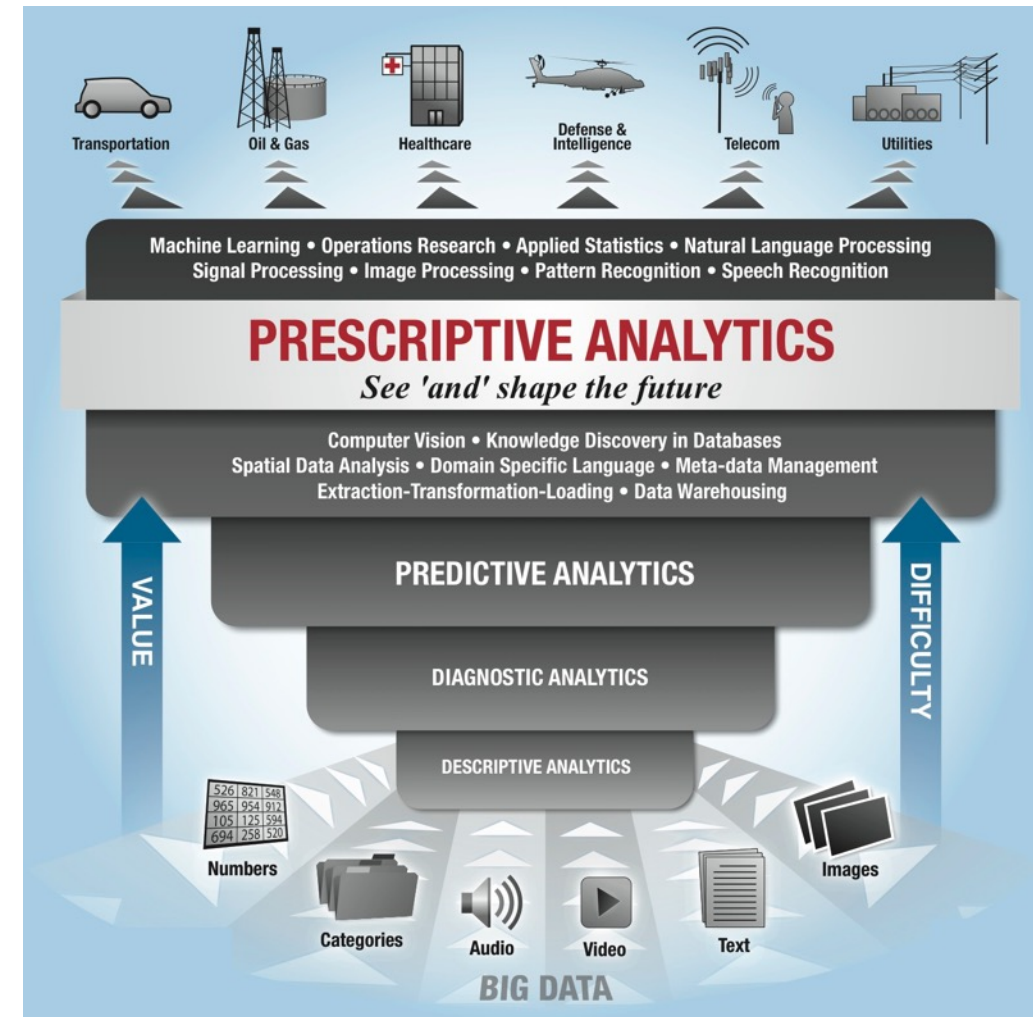 Transportation
Oil & Gas
Healthcare
Defense &
Intelligence
Telecom
Utilities
Machine Learning • Operations Research • Applied Statistics • Natural Language Processing
Signal Processing • Image Processing • Pattern Recognition • Speech Recognition
PRESCRIPTIVE ANALYTICS
See 'and' shape the future
Computer Vision • Knowledge Discovery in Databases
Spatial Data Analysis • Domain Specific Language • Meta-data Management
Extraction-Transformation-Loading • Data Warehousing
VALUE
PREDICTIVE ANALYTICS
DIFFICULTY
DIAGNOSTIC ANALYTICS
DESCRIPTIVE ANALYTICS
526 821 548
965 954 912
105 125 594
694 258 520
Numbers
Categories
Audio
Video
Text
Images
BIG DATA